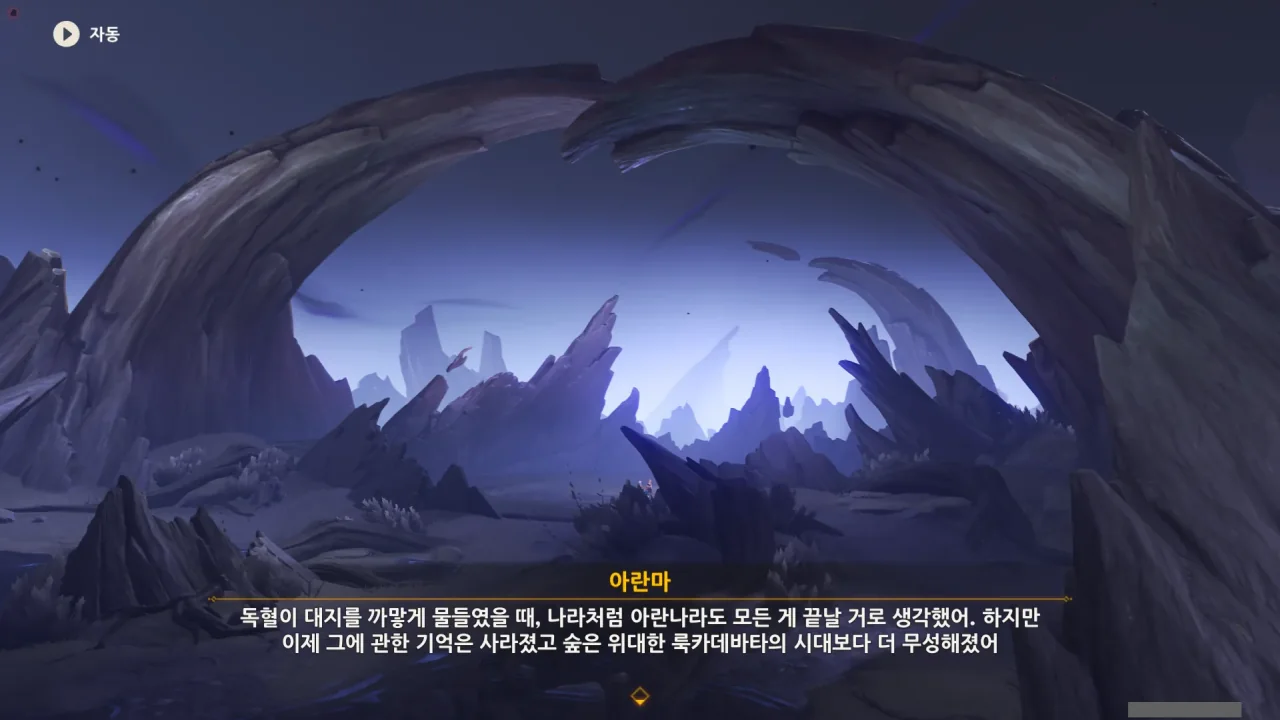 자동
아란마
독혈이 대지를 까맣게 물들였을 때, 나라처럼 아란나라도 모든 게 끝날 거로 생각했어. 하지만
이제 그에 관한 기억은 사라졌고 숲은 위대한 룩카데바타의 시대보다 더 무성해졌어